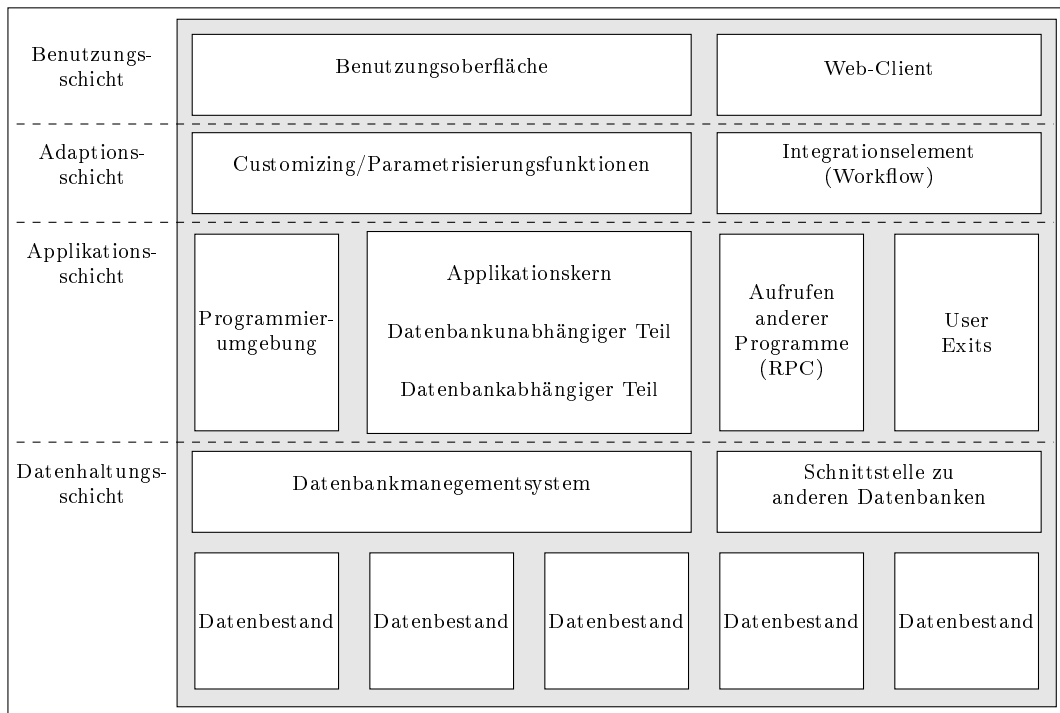 Benutzungs-
schicht
Benutzungsoberfläche
Web-Client
Adaptions-
schicht
Customizing/Parametrisierungsfunktionen
Integrationselement
(Workflow)
Applikations-
schicht
Programmier-
umgebung
Applikationskern
Datenbankunabhängiger Teil
Datenbankabhängiger Teil
Aufrufen
anderer
Programme
(RPC)
User
Exits
Datenhaltungs-
schicht
Datenbankmanegementsystem
Schnittstelle zu
anderen Datenbanken
Datenbestand
Datenbestand
Datenbestand
Datenbestand
Datenbestand